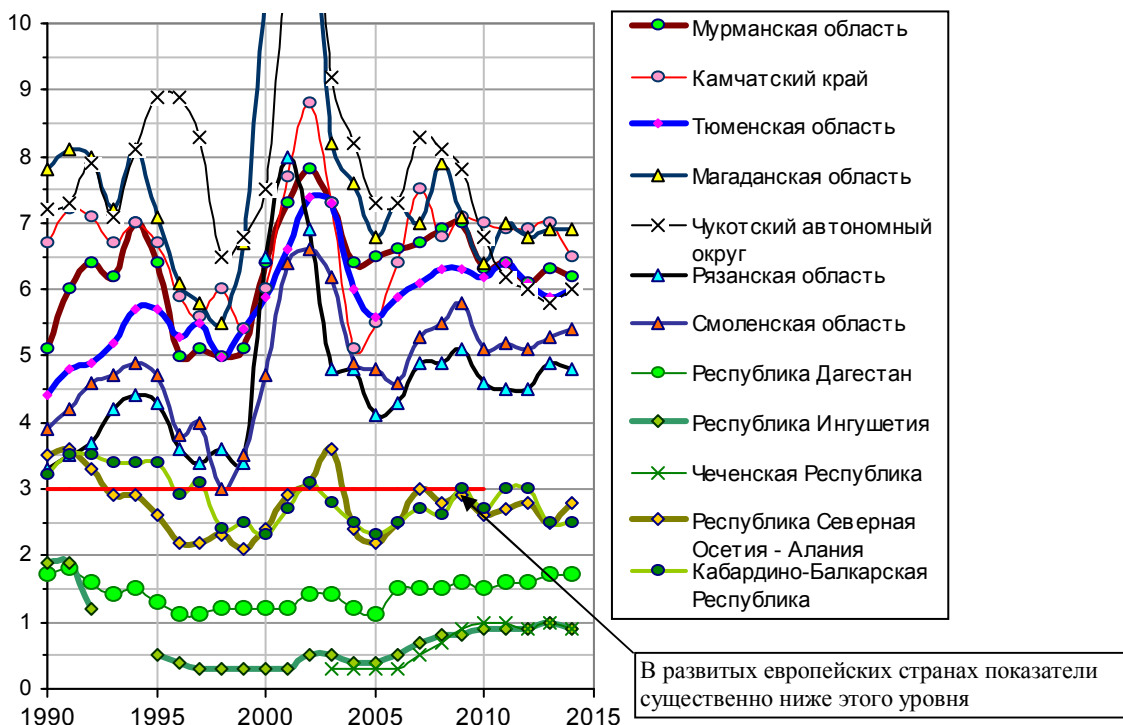 10
9
8
7
6
5
4
3
2
1
0
1990 1995 2000 2005 2010 2015
Мурманская область
Камчатский край
Тюменская область
Магаданская область
Чукотский автономный
округ
Рязанская область
Смоленская область
Республика Дагестан
Республика Ингушетия
Чеченская Республика
Республика Северная
Осетия - Алания
Кабардино-Балкарская
Республика
В развитых европейских странах показатели
существенно ниже этого уровня